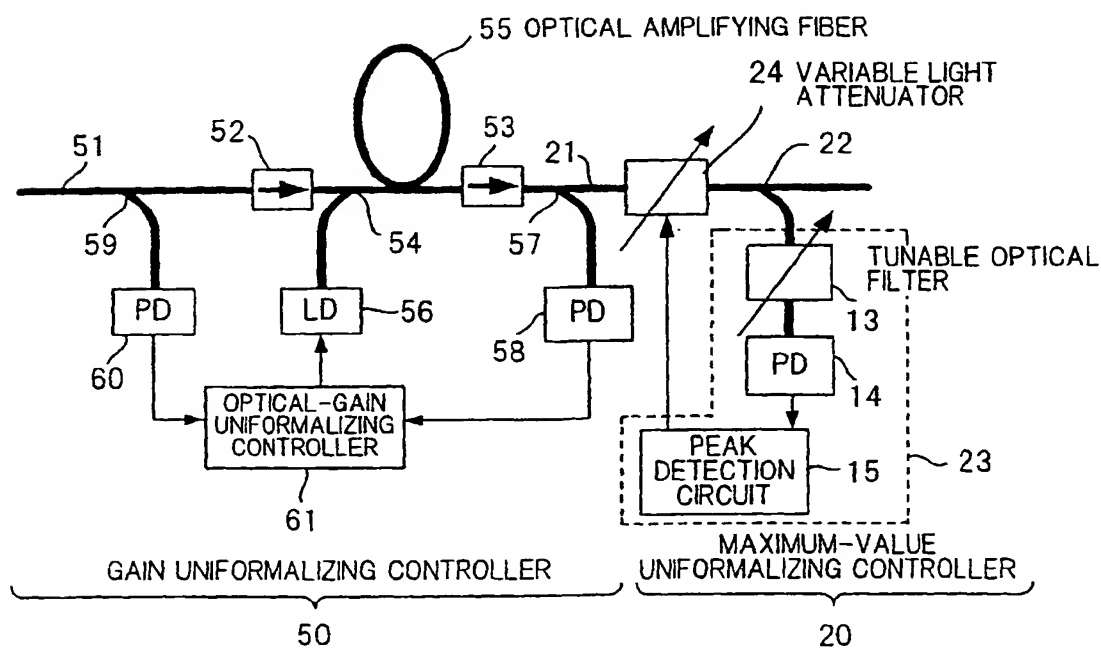 55 OPTICAL AMPLIFYING FIBER
24 VARIABLE LIGHT
ATTENUATOR
51
52
53
21
22
59
54
57
TUNABLE OPTICAL
FILTER
PD
LD
56
PD
13
60
58
PD
14
OPTICAL-GAIN
UNIFORMALIZING
CONTROLLER
PEAK
DETECTION
CIRCUIT
15
23
61
GAIN UNIFORMALIZING CONTROLLER
MAXIMUM-VALUE
UNIFORMALIZING CONTROLLER
50
20